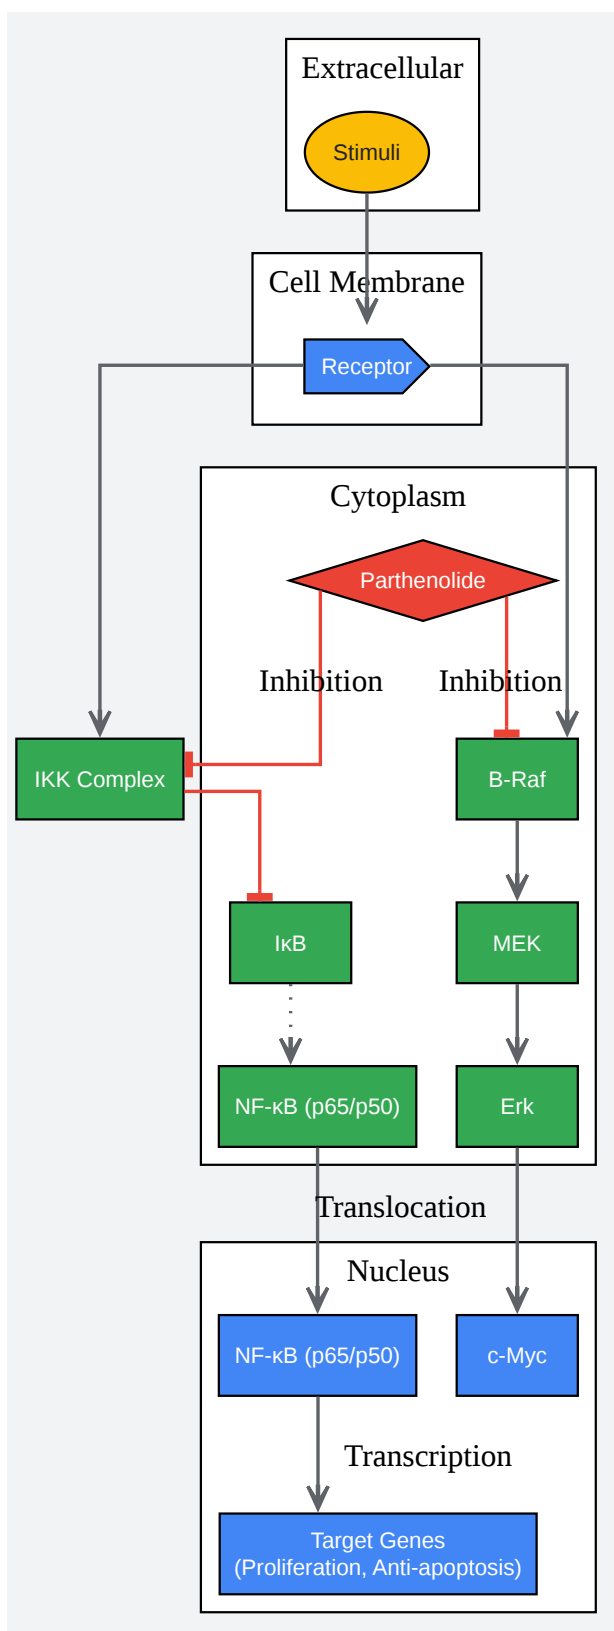 Extracellular
Stimuli
Cell Membrane
Receptor
Cytoplasm
Parthenolide
Inhibition
Inhibition
IKK Complex
B-Raf
IκB
MEK
NF-κB (p65/p50)
Erk
Translocation
Nucleus
NF-κB (p65/p50)
c-Myc
Transcription
Target Genes
(Proliferation, Anti-apoptosis)